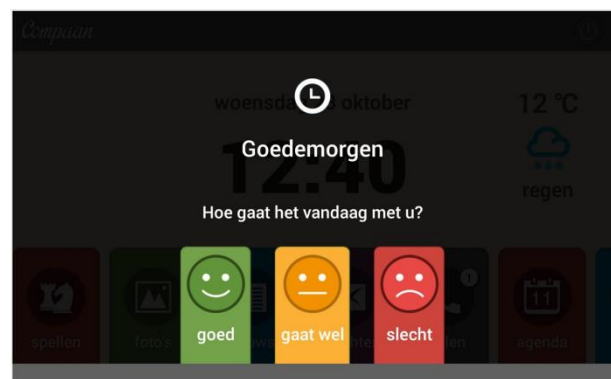 Compaan
woensdag oktober
12 °C
Goedemorgen
12:40
regen
Hoe gaat het vandaag met u?
11
goed
gaat wel
slecht
spellen
foto's
agenda